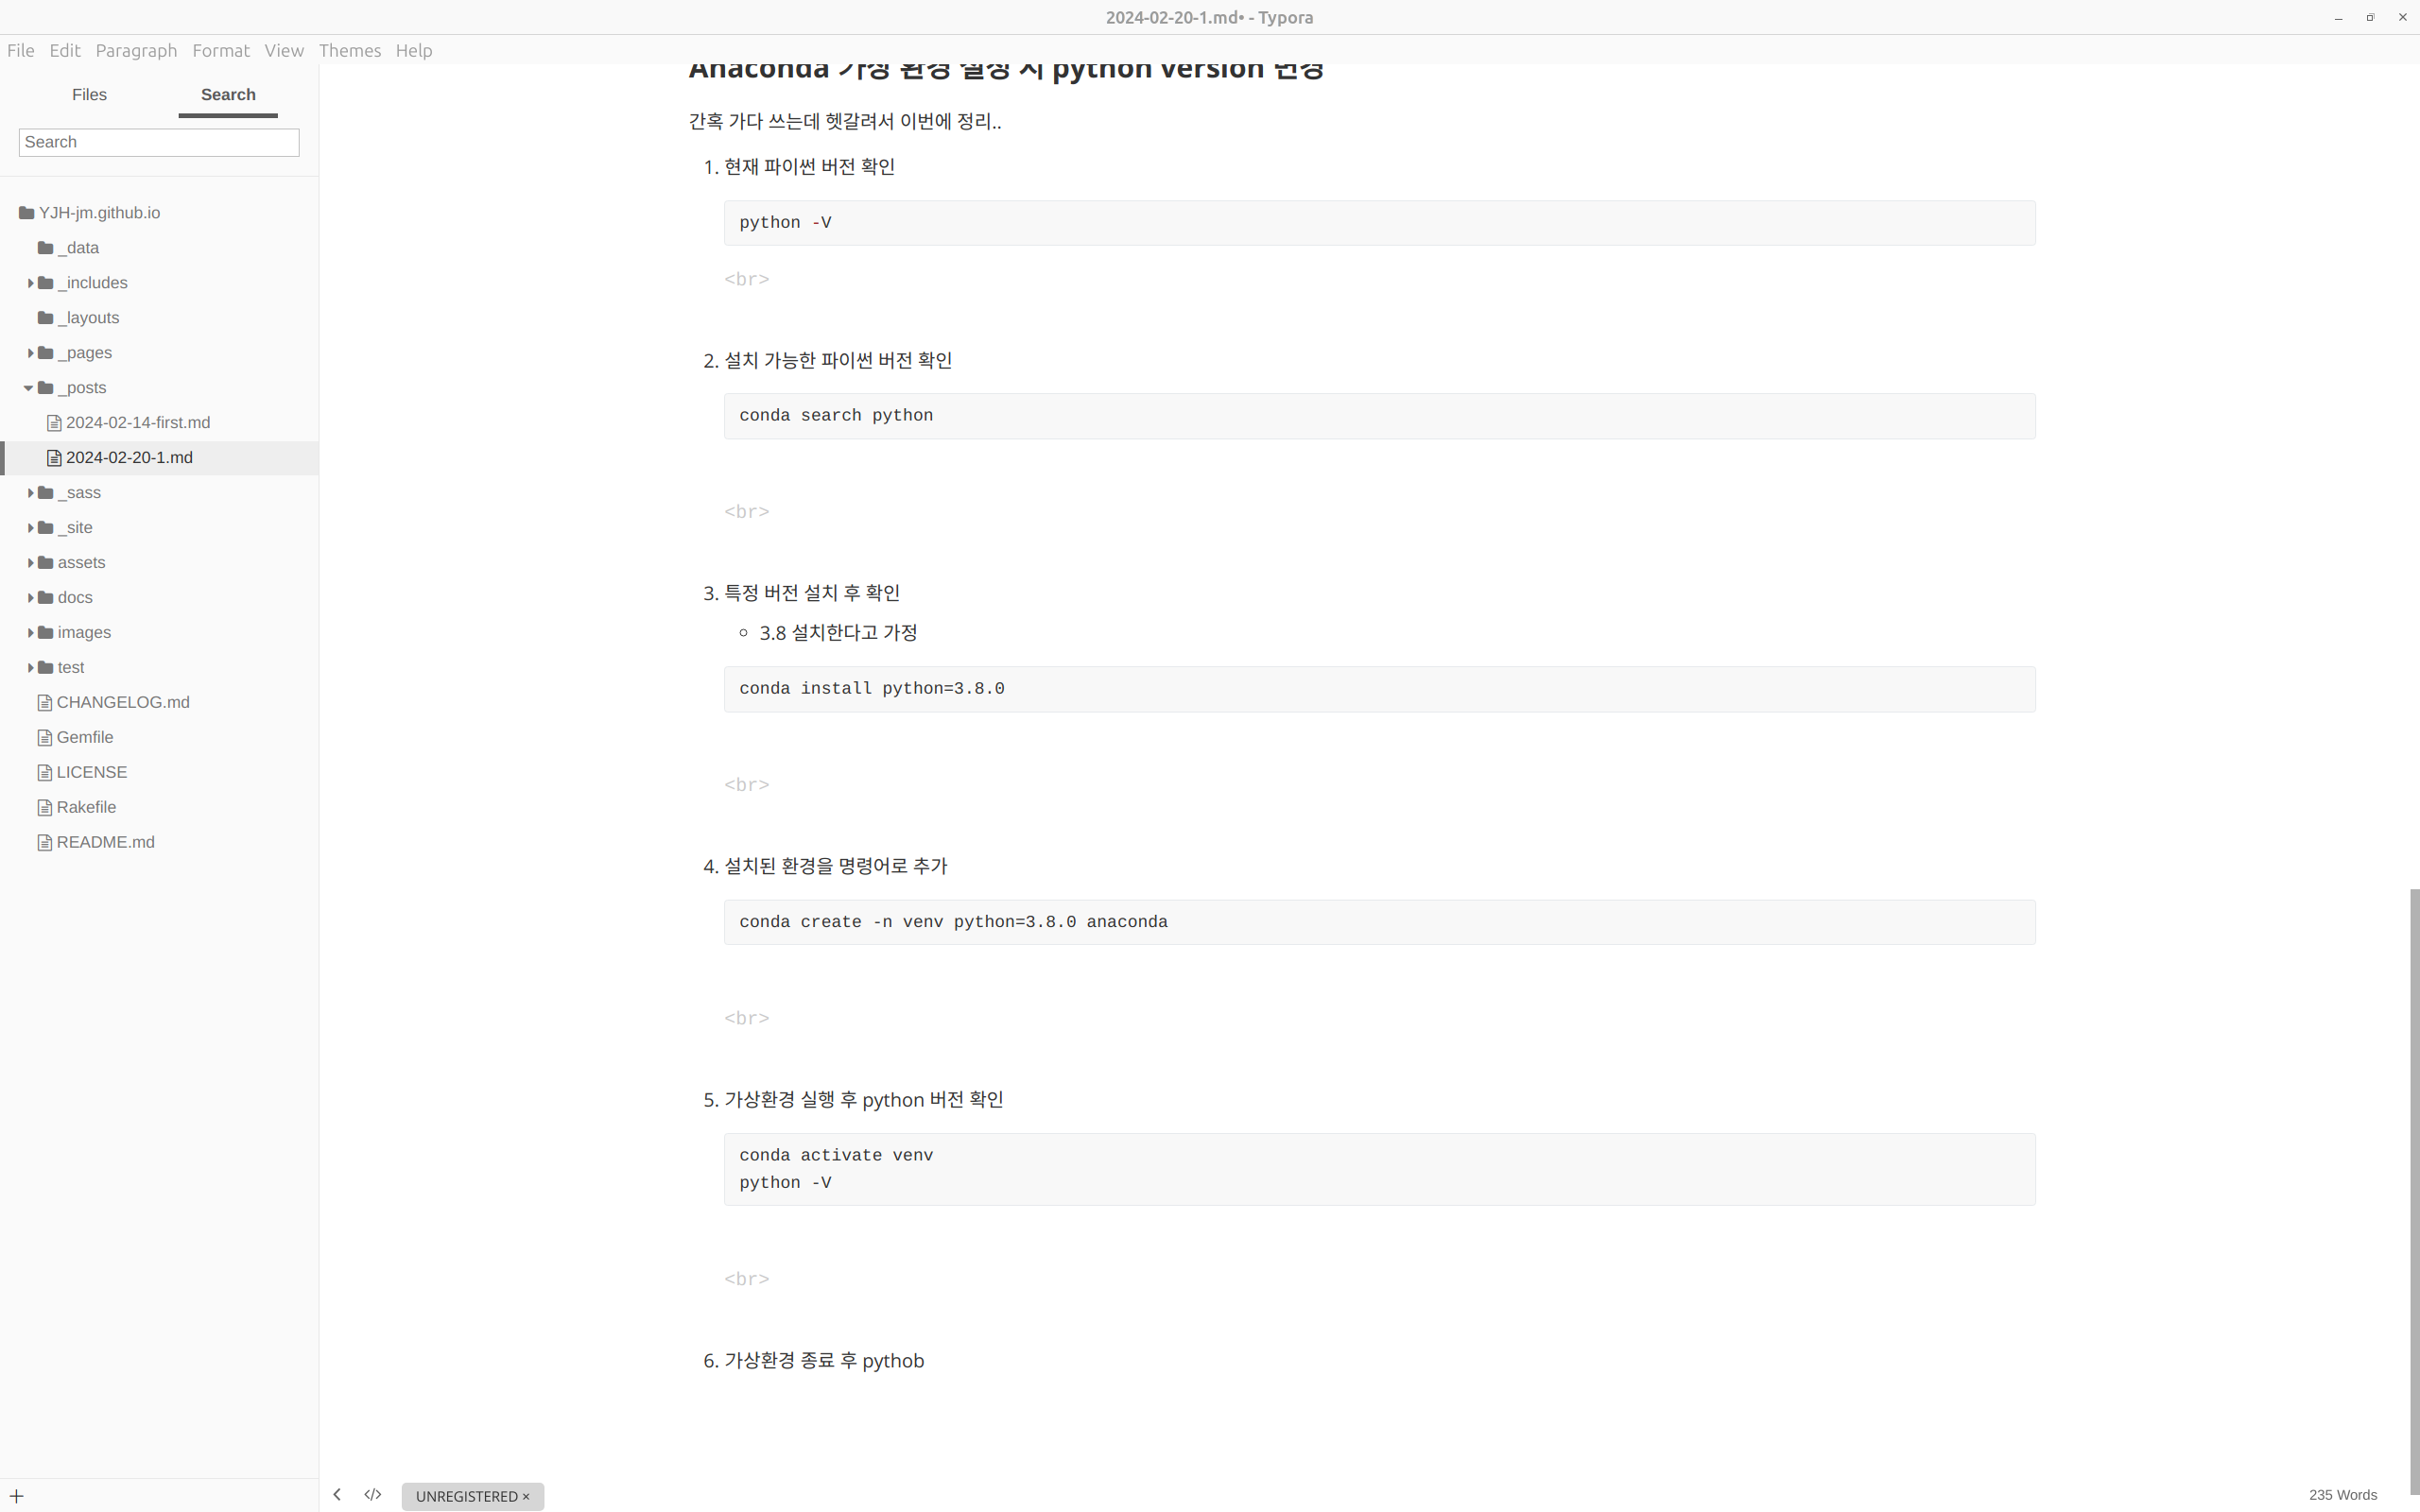 2024-02-20-1.md• - Typora
File Edit Paragraph Format View Themes Help
Files Search
Search
YJH-jm.github.io
_data
_includes
_layouts
_pages
_posts
2024-02-14-first.md
2024-02-20-1.md
_sass
_site
assets
docs
images
test
CHANGELOG.md
Gemfile
LICENSE
Rakefile
README.md
Anaconda 가상 환경 설정 시 python version 변경
간혹 가다 쓰는데 헷갈려서 이번에 정리..
1. 현재 파이썬 버전 확인
python -V
<br>
2. 설치 가능한 파이썬 버전 확인
conda search python
<br>
3. 특정 버전 설치 후 확인
3.8 설치한다고 가정
conda install python=3.8.0
<br>
4. 설치된 환경을 명령어로 추가
conda create -n venv python=3.8.0 anaconda
<br>
5. 가상환경 실행 후 python 버전 확인
conda activate venv
python -V
<br>
6. 가상환경 종료 후 pythob
UNREGISTERED ×
235 Words